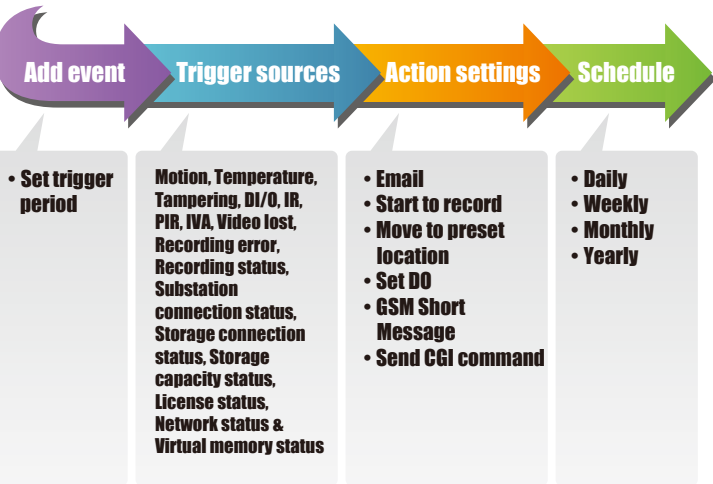 Add event
Trigger sources
Action settings
Schedule
• Set trigger
period
Motion, Temperature,
Tampering, DI/O, IR,
PIR, IVA, Video lost,
Recording error,
Recording status,
Substation
connection status,
Storage connection
status, Storage
capacity status,
License status,
Network status &
Virtual memory status
• Email
• Start to record
• Move to preset
location
• Set DO
• GSM Short
Message
• Send CGI command
• Daily
• Weekly
• Monthly
• Yearly